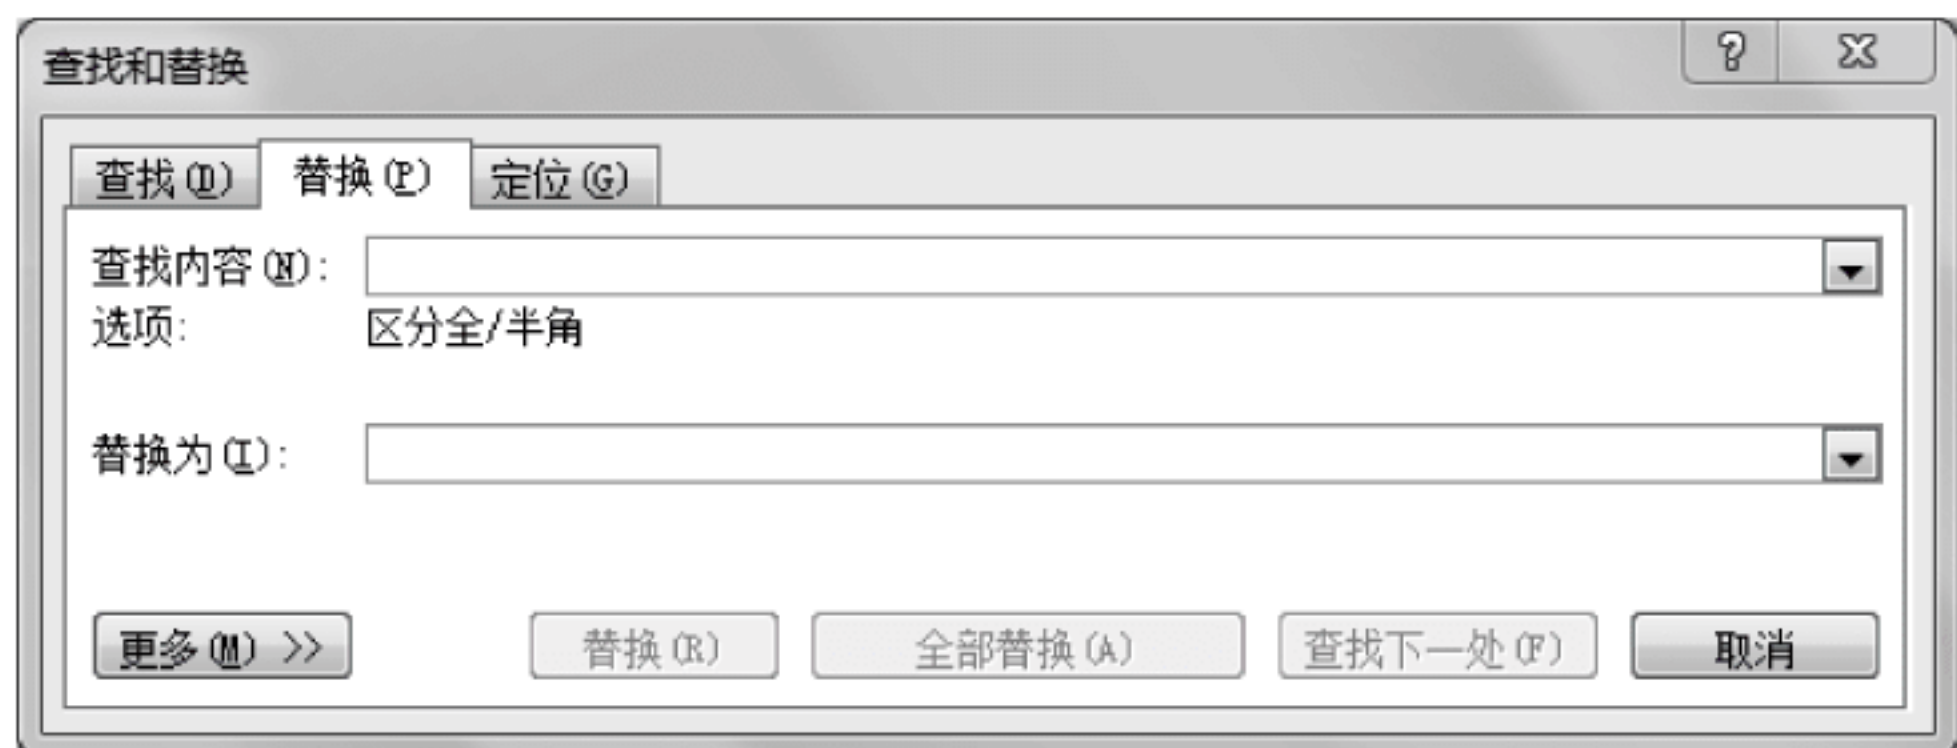 查找和替换
查找(D) 替换(P) 定位(G)
查找内容(N):
选项: 区分全/半角
替换为(I):
更多(M) >> 替换(R) 全部替换(A) 查找下一处(F) 取消